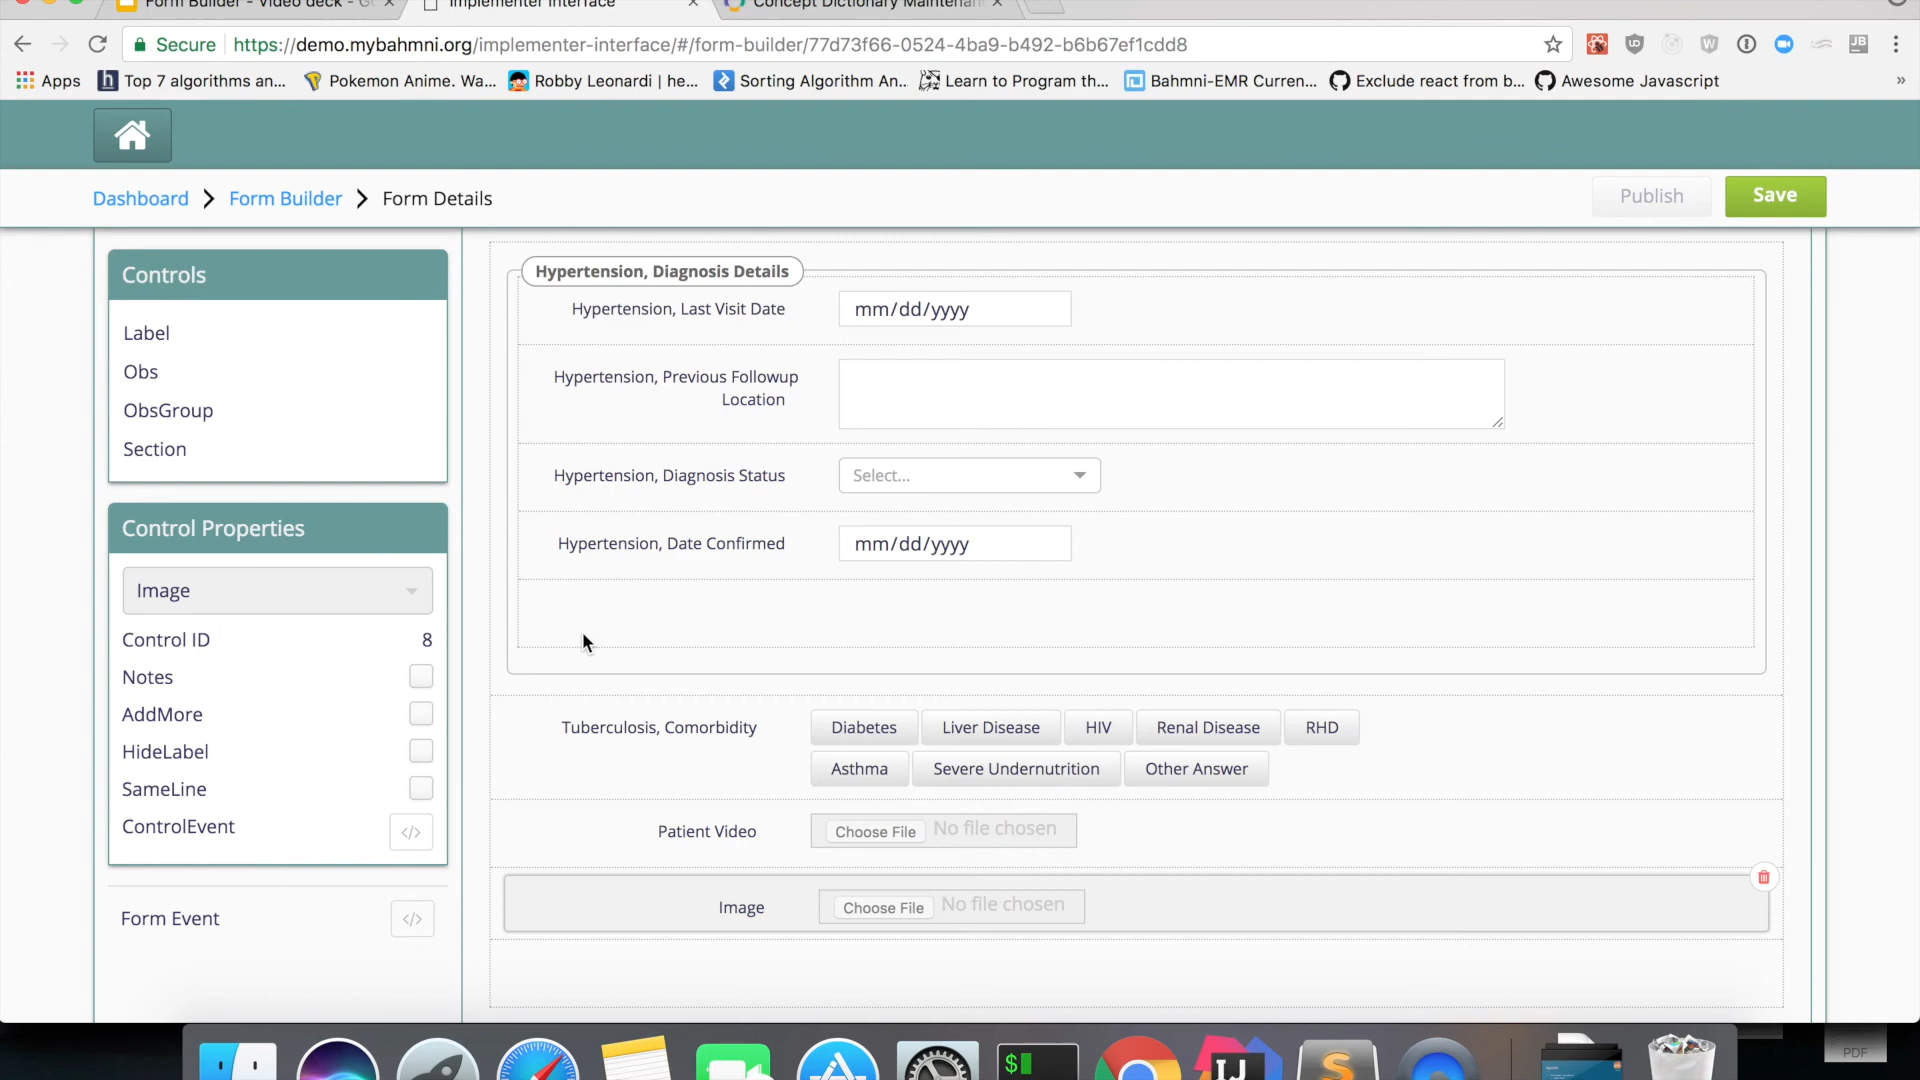 Form Builder - Video deck - Go
Implementer Interface
Concept Dictionary Maintenan
Secure https://demo.mybahmni.org/implementer-interface/#/form-builder/77d73f66-0524-4ba9-b492-b6b67ef1cdd8
Apps Top 7 algorithms an... Pokemon Anime. Wa... Robby Leonardi | he... Sorting Algorithm An... Learn to Program th... Bahmni-EMR Curren... Exclude react from b... Awesome Javascript »
Dashboard Form Builder Form Details
Publish
Save
Controls
Label
Obs
ObsGroup
Section
Control Properties
Image
Control ID 8
Notes
AddMore
HideLabel
SameLine
ControlEvent </>
Form Event </>
Hypertension, Diagnosis Details
Hypertension, Last Visit Date mm/dd/yyyy
Hypertension, Previous Followup
Location
Hypertension, Diagnosis Status Select...
Hypertension, Date Confirmed mm/dd/yyyy
Tuberculosis, Comorbidity Diabetes Liver Disease HIV Renal Disease RHD
Asthma Severe Undernutrition Other Answer
Patient Video Choose File No file chosen
Image Choose File No file chosen
$
IJ
S
PDF